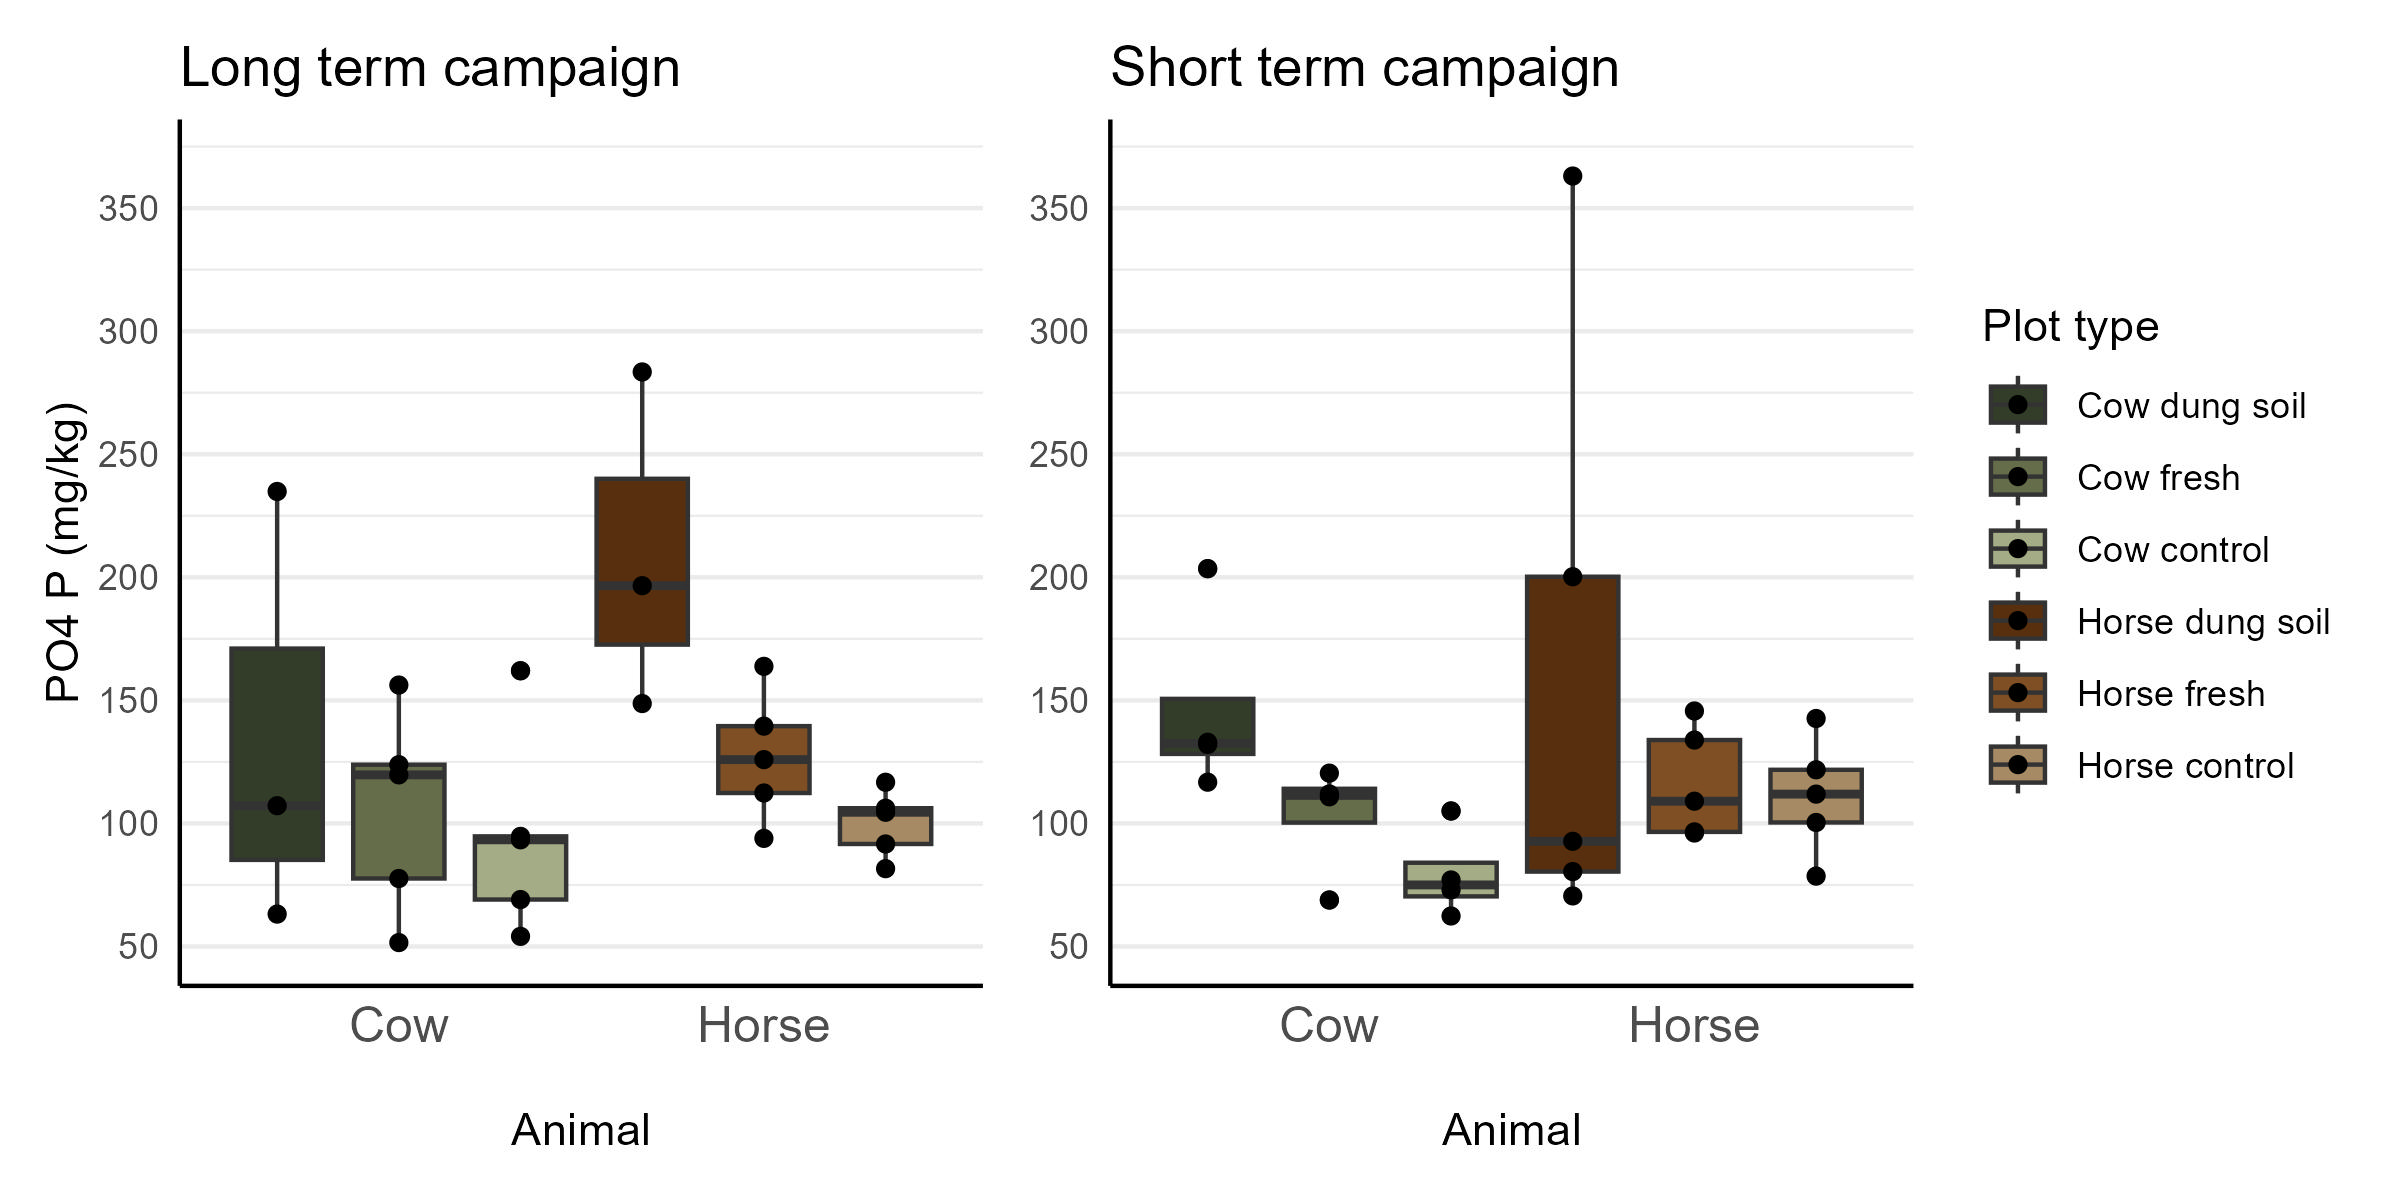 Long term campaign
Short term campaign
PO4 P (mg/kg)
350
300
250
200
150
100
50
350
300
250
200
150
100
50
Cow
Horse
Cow
Horse
Animal
Animal
Plot type
Cow dung soil
Cow fresh
Cow control
Horse dung soil
Horse fresh
Horse control